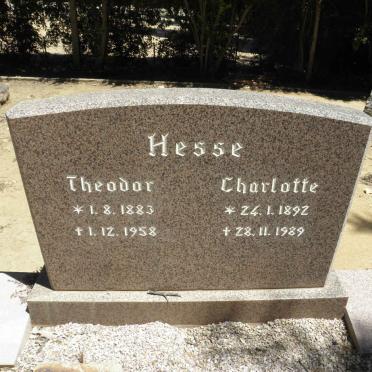 Hesse
Theodor Charlotte
* 1. 8. 1883 * 24. 1. 1892
† 1. 12. 1958 † 28. 11. 1989